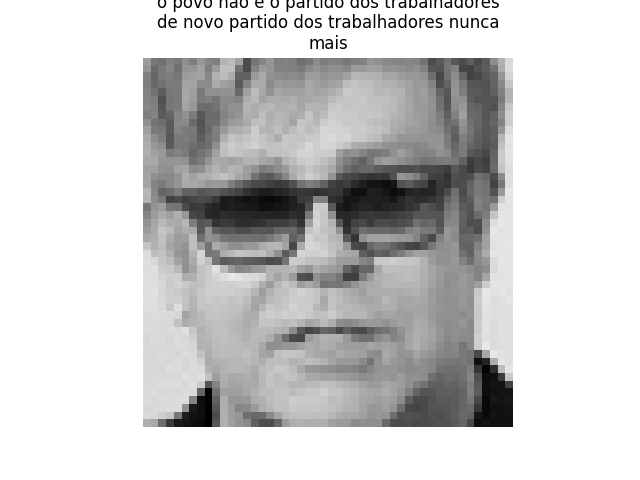 o povo não é o partido dos trabalhadores
de novo partido dos trabalhadores nunca
mais